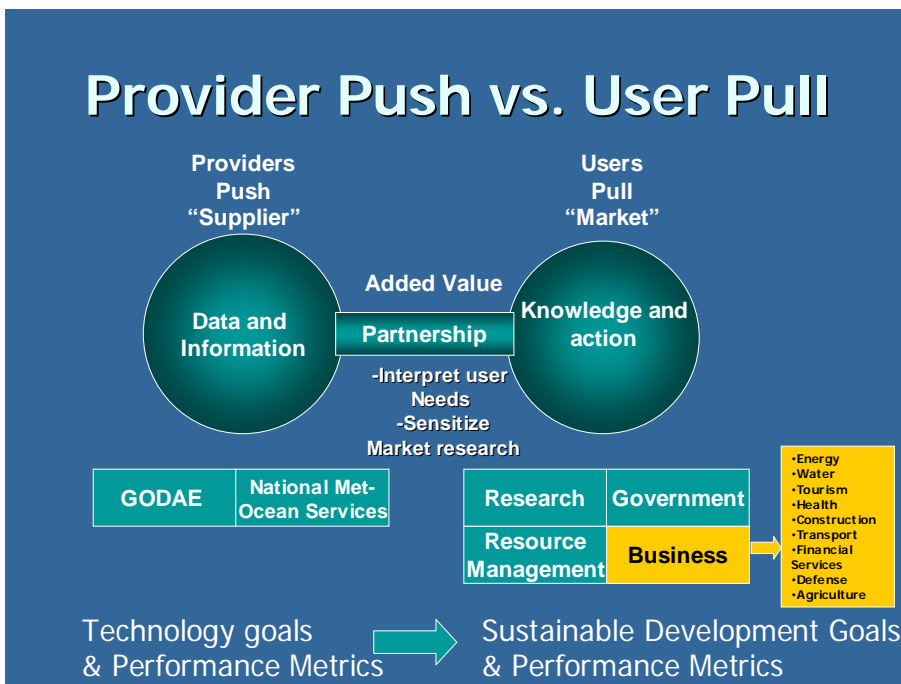 Provider Push vs. User Pull
Providers
Push
“Supplier”
Users
Pull
“Market”
Data and
Information
Added Value
Partnership
-Interpret user
Needs
-Sensitize
Market research
Knowledge and
action
GODAE
National Met-
Ocean Services
Research
Government
Resource
Management
Business
•Energy
•Water
•Tourism
•Health
•Construction
•Transport
•Financial
Services
•Defense
•Agriculture
Technology goals
& Performance Metrics
Sustainable Development Goals
& Performance Metrics